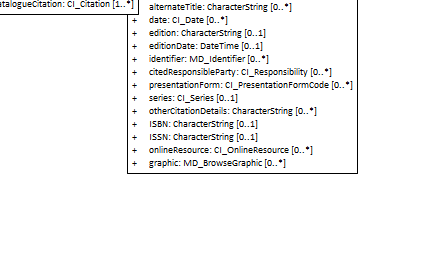 atalogueCitation: CI_Citation [1..*]
alternateTitle: CharacterString [0..*]
+ date: CI_Date [0..*]
+ edition: CharacterString [0..1]
+ editionDate: DateTime [0..1]
+ identifier: MD_Identifier [0..*]
+ citedResponsibleParty: CI_Responsibility [0..*]
+ presentationForm: CI_PresentationFormCode [0..*]
+ series: CI_Series [0..1]
+ otherCitationDetails: CharacterString [0..*]
+ ISBN: CharacterString [0..1]
+ ISSN: CharacterString [0..1]
+ onlineResource: CI_OnlineResource [0..*]
+ graphic: MD_BrowseGraphic [0..*]